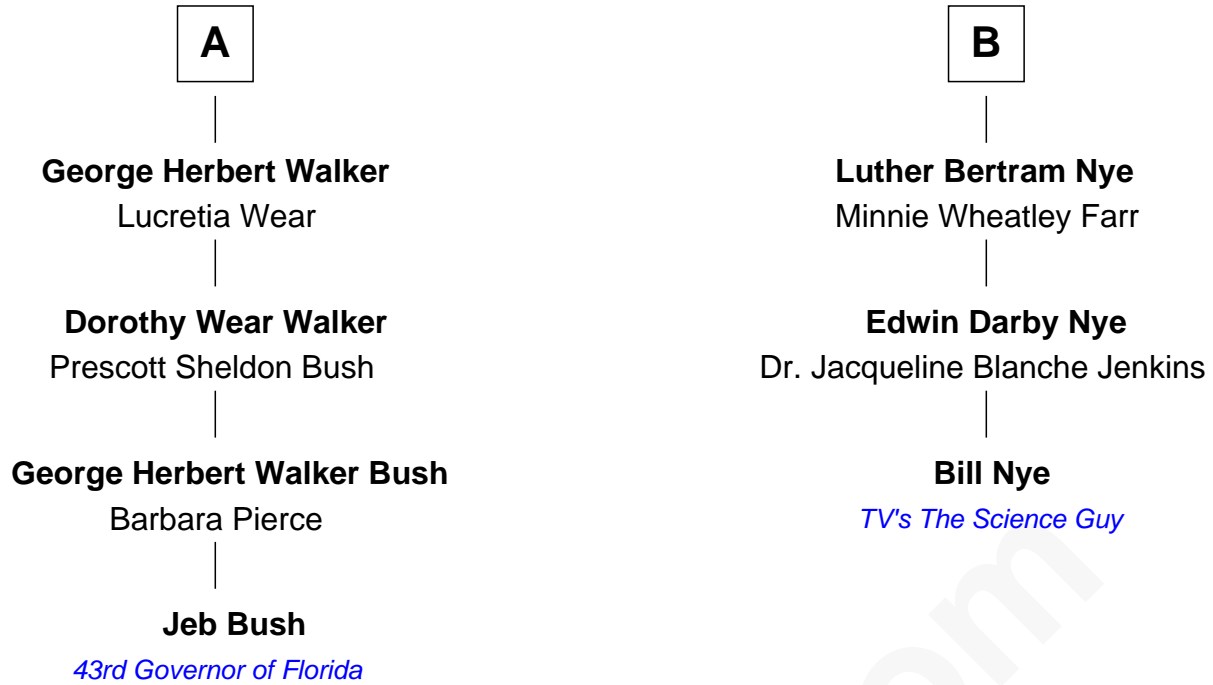 A
George Herbert Walker
Lucretia Wear
Dorothy Wear Walker
Prescott Sheldon Bush
George Herbert Walker Bush
Barbara Pierce
Jeb Bush
43rd Governor of Florida
B
Luther Bertram Nye
Minnie Wheatley Farr
Edwin Darby Nye
Dr. Jacqueline Blanche Jenkins
Bill Nye
TV's The Science Guy